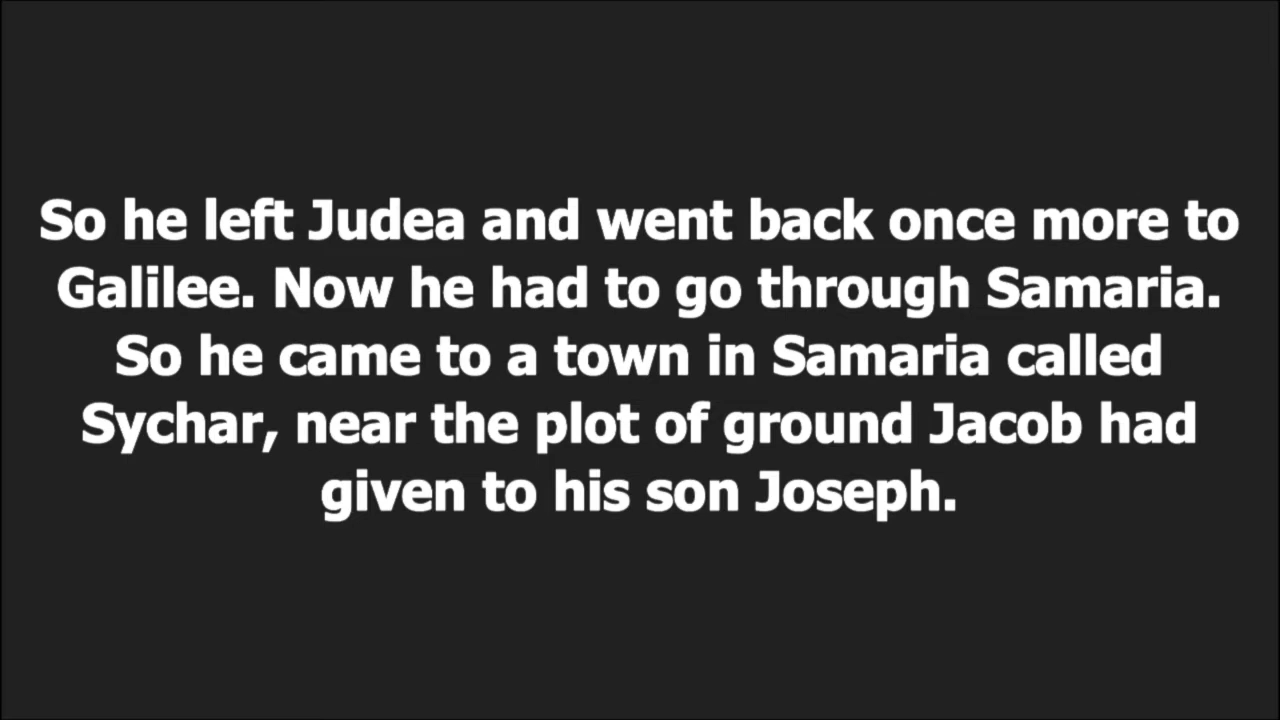 So he left Judea and went back once more to
Galilee. Now he had to go through Samaria.
So he came to a town in Samaria called
Sychar, near the plot of ground Jacob had
given to his son Joseph.